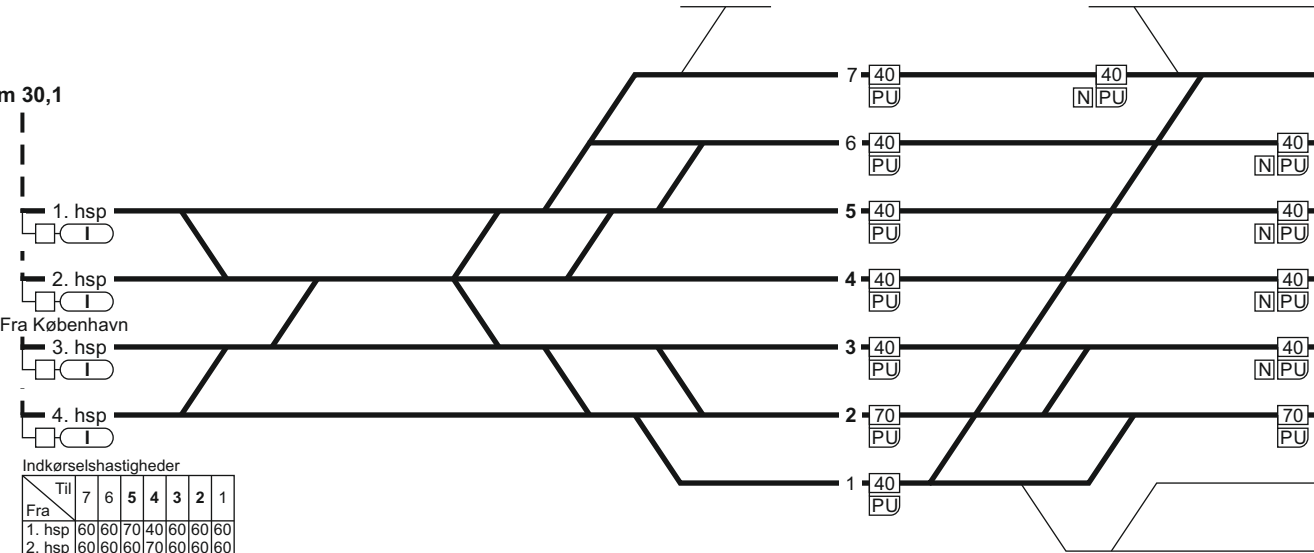 m 30,1
7 40 40
PU N PU
6 40 40
PU N PU
1. hsp 5 40 40
I PU N PU
2. hsp 4 40 40
I PU N PU
Fra København
3. hsp 3 40 40
I PU N PU
4. hsp 2 70 70
I PU PU
Indkørselshastigheder
1 40
PU
Til 7 6 5 4 3 2 1
Fra
1. hsp 60 60 70 40 60 60 60
2. hsp 60 60 60 70 60 60 60